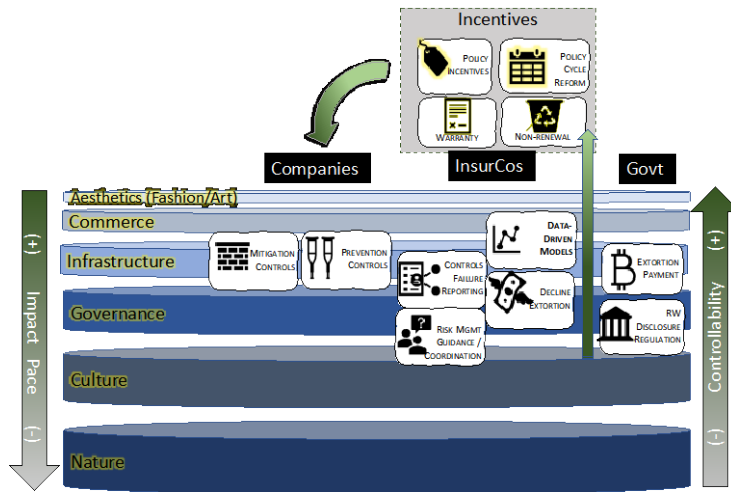 Incentives
POLICY
INCENTIVES
POLICY
CYCLE
REFORM
WARRANTY
NON-RENEWAL
Companies
InsurCos
Govt
Aesthetics (Fashion/Art)
Commerce
Infrastructure
Governance
Culture
Nature
MITIGATION
CONTROLS
PREVENTION
CONTROLS
CONTROLS
FAILURE
REPORTING
DATA-
DRIVEN
MODELS
DECLINE
EXTORTION
RISK MGMT
GUIDANCE /
COORDINATION
EXTORTION
PAYMENT
RW
DISCLOSURE
REGULATION
(+) Impact Pace (-)
(+) Controllability (-)